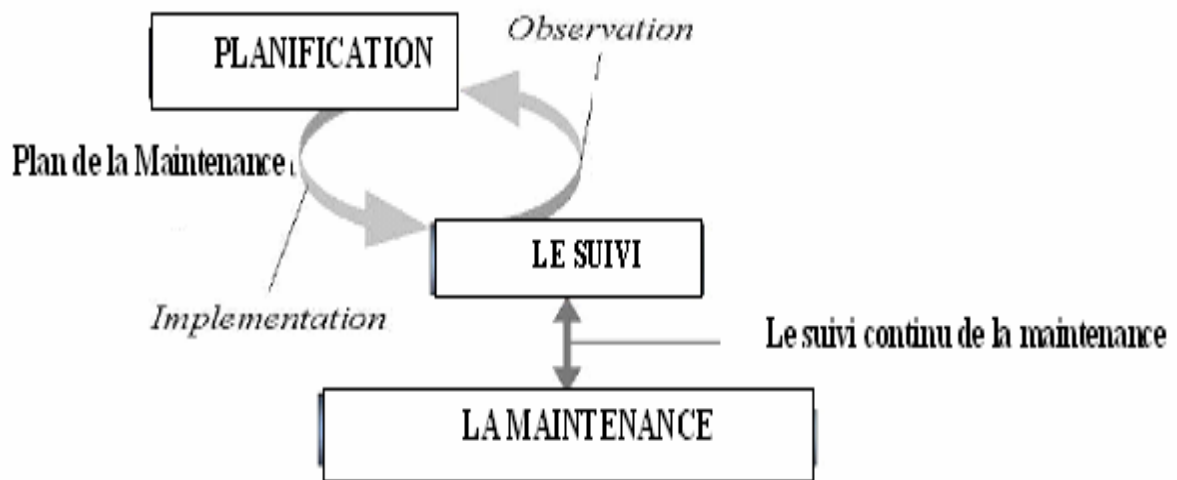 Observation
PLANIFICATION
Plan de la Maintenance
LE SUIVI
Implementation
Le suivi continu de la maintenance
LA MAINTENANCE